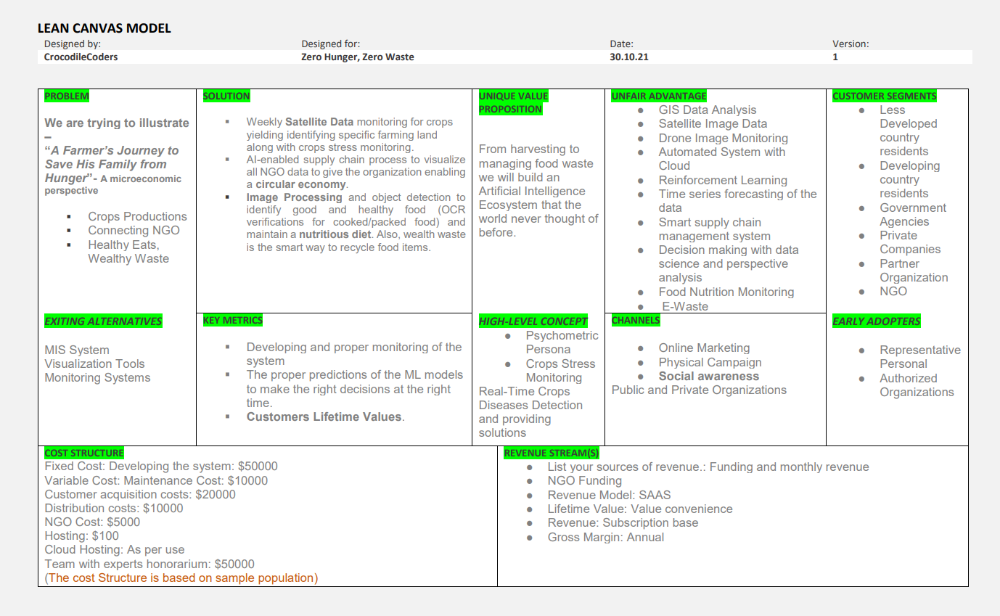 LEAN CANVAS MODEL
Designed by:
Designed for:
Date:
Version:
CrocodileCoders
Zero Hunger, Zero Waste
30.10.21
1
PROBLEM
We are trying to illustrate
–
“A Farmer’s Journey to
Save His Family from
Hunger”- A microeconomic
perspective
▪ Crops Productions
▪ Connecting NGO
▪ Healthy Eats,
Wealthy Waste
EXITING ALTERNATIVES
MIS System
Visualization Tools
Monitoring Systems
SOLUTION
▪ Weekly Satellite Data monitoring for crops
yielding identifying specific farming land
along with crops stress monitoring.
▪ AI-enabled supply chain process to visualize
all NGO data to give the organization enabling
a circular economy.
▪ Image Processing and object detection to
identify good and healthy food (OCR
verifications for cooked/packed food) and
maintain a nutritious diet. Also, wealth waste
is the smart way to recycle food items.
KEY METRICS
▪ Developing and proper monitoring of the
system
▪ The proper predictions of the ML models
to make the right decisions at the right
time.
▪ Customers Lifetime Values.
UNIQUE VALUE
PROPOSITION
From harvesting to
managing food waste
we will build an
Artificial Intelligence
Ecosystem that the
world never thought of
before.
HIGH-LEVEL CONCEPT
● Psychometric
Persona
● Crops Stress
Monitoring
Real-Time Crops
Diseases Detection
and providing
solutions
UNFAIR ADVANTAGE
● GIS Data Analysis
● Satellite Image Data
● Drone Image Monitoring
● Automated System with
Cloud
● Reinforcement Learning
● Time series forecasting of the
data
● Smart supply chain
management system
● Decision making with data
science and perspective
analysis
● Food Nutrition Monitoring
● E-Waste
CHANNELS
● Online Marketing
● Physical Campaign
● Social awareness
Public and Private Organizations
CUSTOMER SEGMENTS
● Less
Developed
country
residents
● Developing
country
residents
● Government
Agencies
● Private
Companies
● Partner
Organization
● NGO
EARLY ADOPTERS
● Representative
Personal
● Authorized
Organizations
COST STRUCTURE
Fixed Cost: Developing the system: $50000
Variable Cost: Maintenance Cost: $10000
Customer acquisition costs: $20000
Distribution costs: $10000
NGO Cost: $5000
Hosting: $100
Cloud Hosting: As per use
Team with experts honorarium: $50000
(The cost Structure is based on sample population)
REVENUE STREAM(S)
● List your sources of revenue.: Funding and monthly revenue
● NGO Funding
● Revenue Model: SAAS
● Lifetime Value: Value convenience
● Revenue: Subscription base
● Gross Margin: Annual